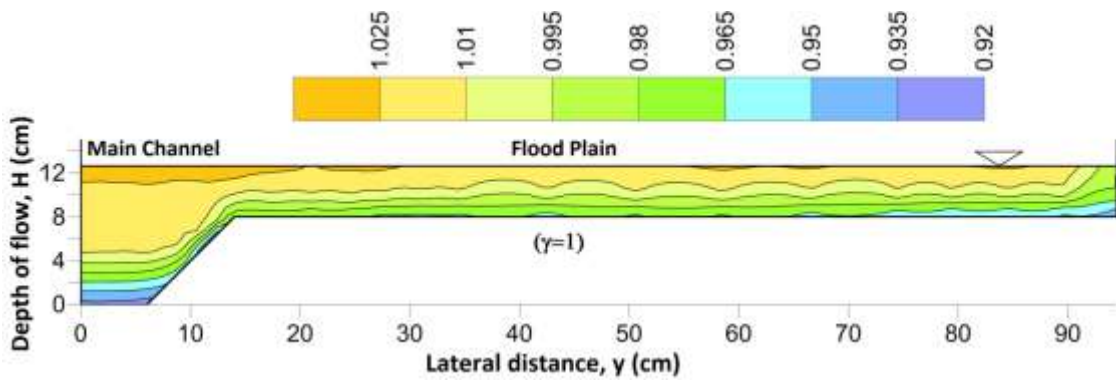 1.025 1.01 0.995 0.98 0.965 0.95 0.935 0.92
Main Channel Flood Plain
Depth of flow, H (cm)
12
8
4
0
(γ=1)
0 10 20 30 40 50 60 70 80 90
Lateral distance, y (cm)